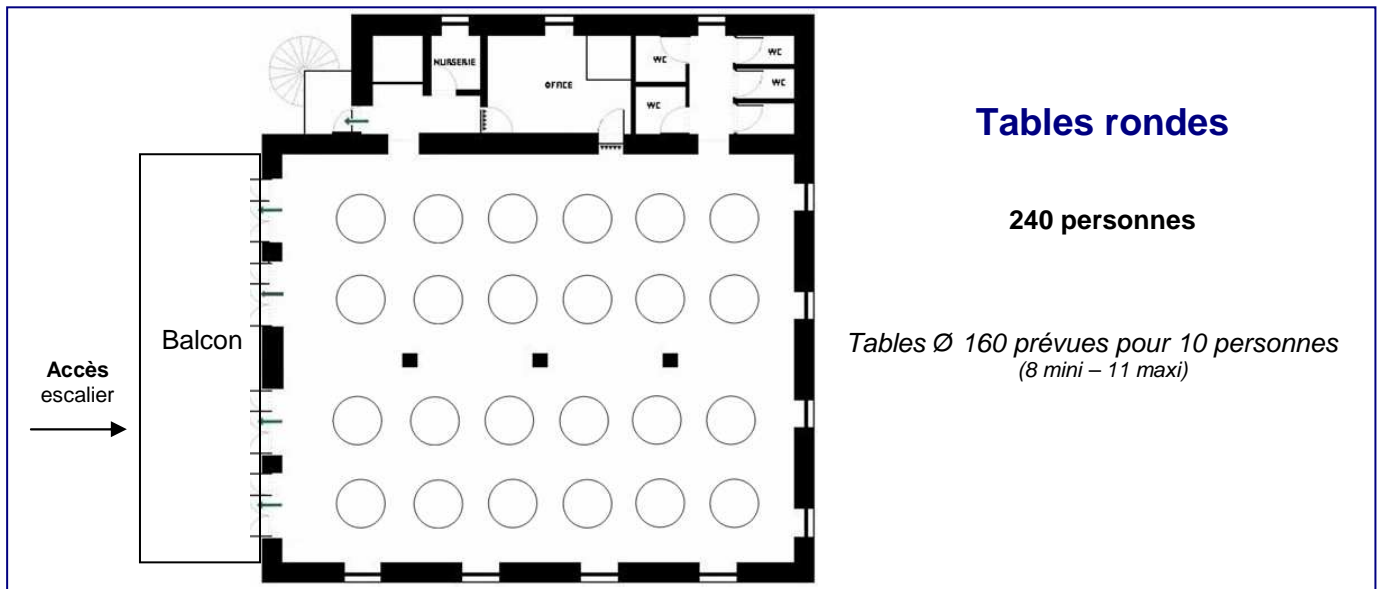 NURSERIE
OFFICE
WC
WC
WC
WC
Tables rondes
240 personnes
Balcon
Accès
escalier
Tables Ø 160 prévues pour 10 personnes
(8 mini – 11 maxi)